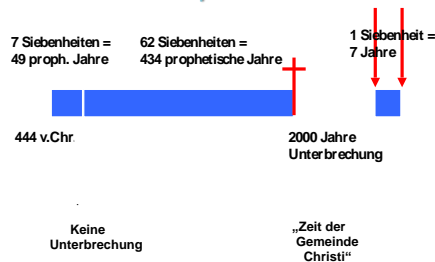 7 Siebenheiten =
49 proph. Jahre
62 Siebenheiten =
434 prophetische Jahre
1 Siebenheit =
7 Jahre
444 v.Chr.
2000 Jahre
Unterbrechung
Keine
Unterbrechung
„Zeit der
Gemeinde
Christi“